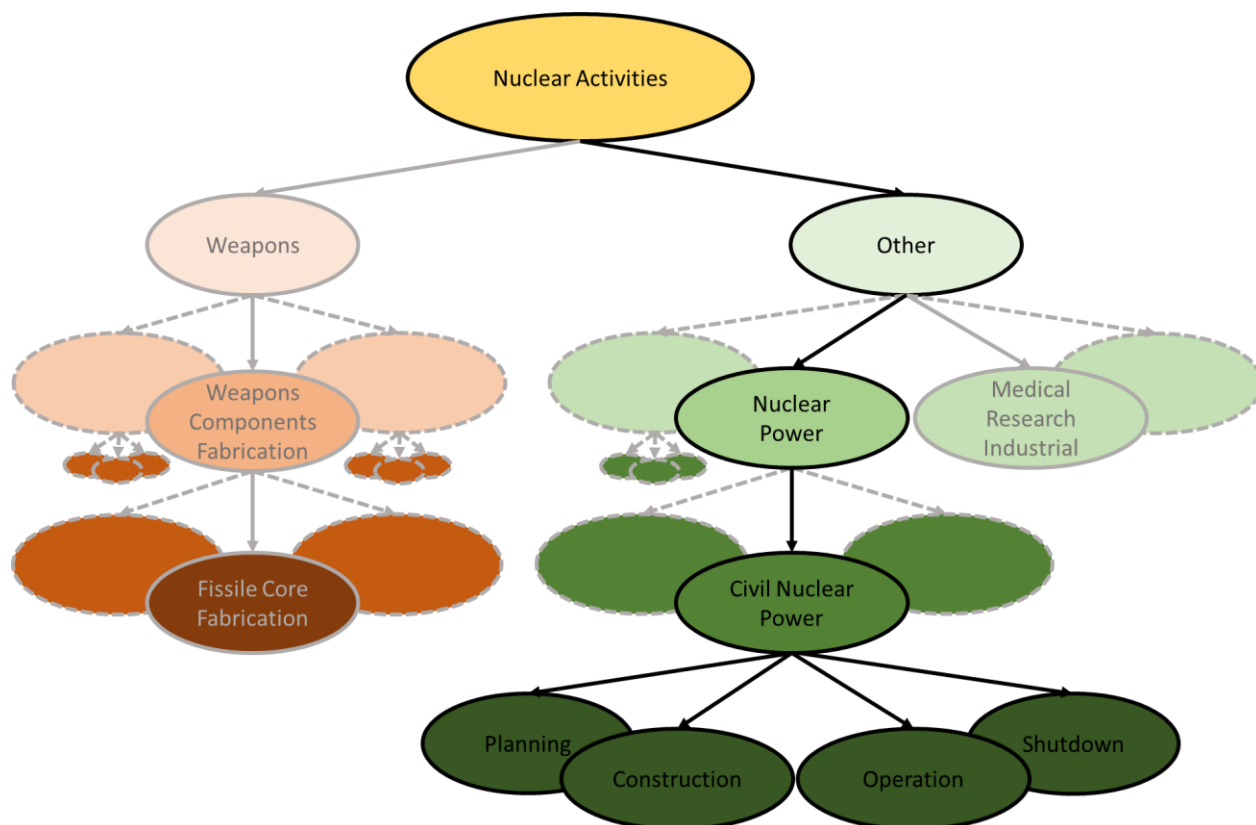 Nuclear Activities
Weapons
Other
Weapons
Components
Fabrication
Nuclear
Power
Medical
Research
Industrial
Fissile Core
Fabrication
Civil Nuclear
Power
Planning
Construction
Operation
Shutdown